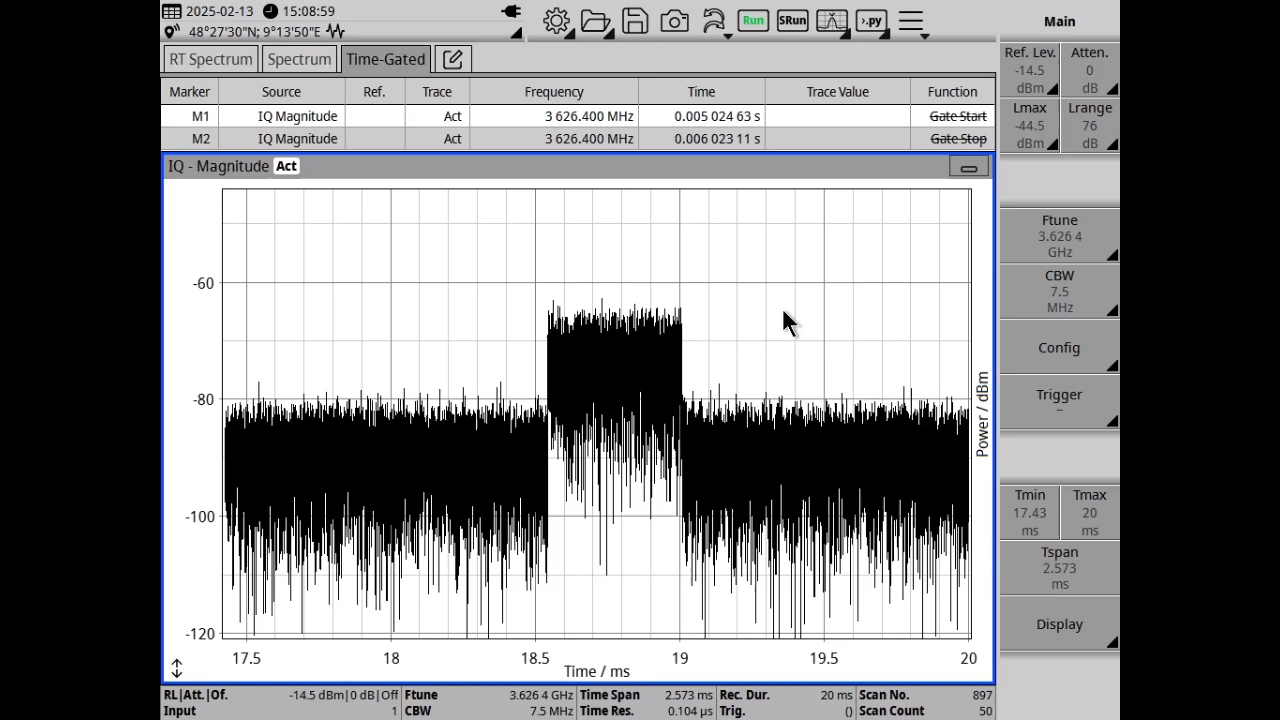 2025-02-13 15:08:59
48°27'30"N; 9°13'50"E
Run SRun .py
Main
RT Spectrum Spectrum Time-Gated
Marker Source Ref. Trace Frequency Time Trace Value Function
M1 IQ Magnitude Act 3 626.400 MHz 0.005 024 63 s Gate Start
M2 IQ Magnitude Act 3 626.400 MHz 0.006 023 11 s Gate Stop
IQ - Magnitude Act
-60
-80
-100
-120
17.5 18 18.5 19 19.5 20
Time / ms
Power / dBm
Ref. Lev. Atten.
-14.5 0
dBm dB
Lmax Lrange
-44.5 76
dBm dB
Ftune
3.626 4
GHz
CBW
7.5
MHz
Config
Trigger
–
Tmin Tmax
17.43 20
ms ms
Tspan
2.573
ms
Display
RL|Att.|Of. -14.5 dBm|0 dB|Off Ftune 3.626 4 GHz Time Span 2.573 ms Rec. Dur. 20 ms Scan No. 897
Input 1 CBW 7.5 MHz Time Res. 0.104 µs Trig. () Scan Count 50